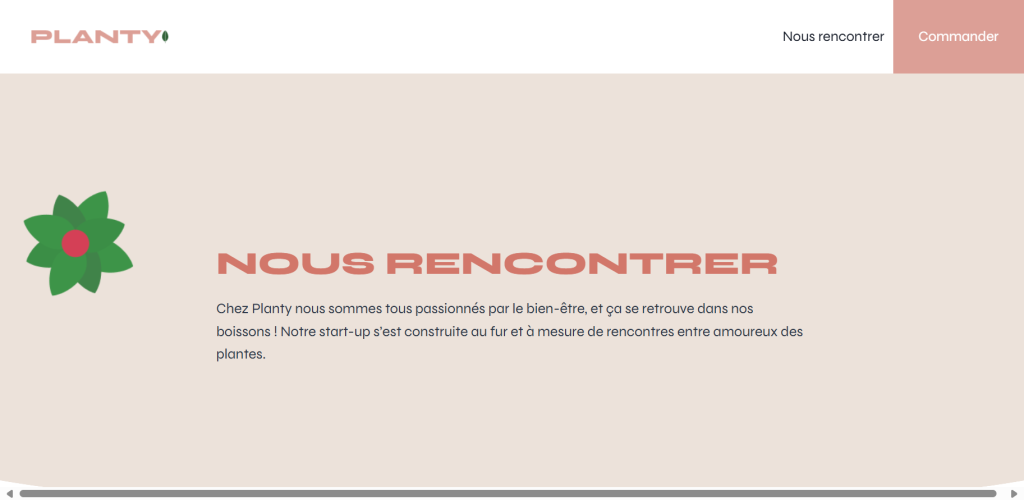 PLANTY
Nous rencontrer
Commander
NOUS RENCONTRER
Chez Planty nous sommes tous passionnés par le bien-être, et ça se retrouve dans nos
boissons ! Notre start-up s'est construite au fur et à mesure de rencontres entre amoureux des
plantes.